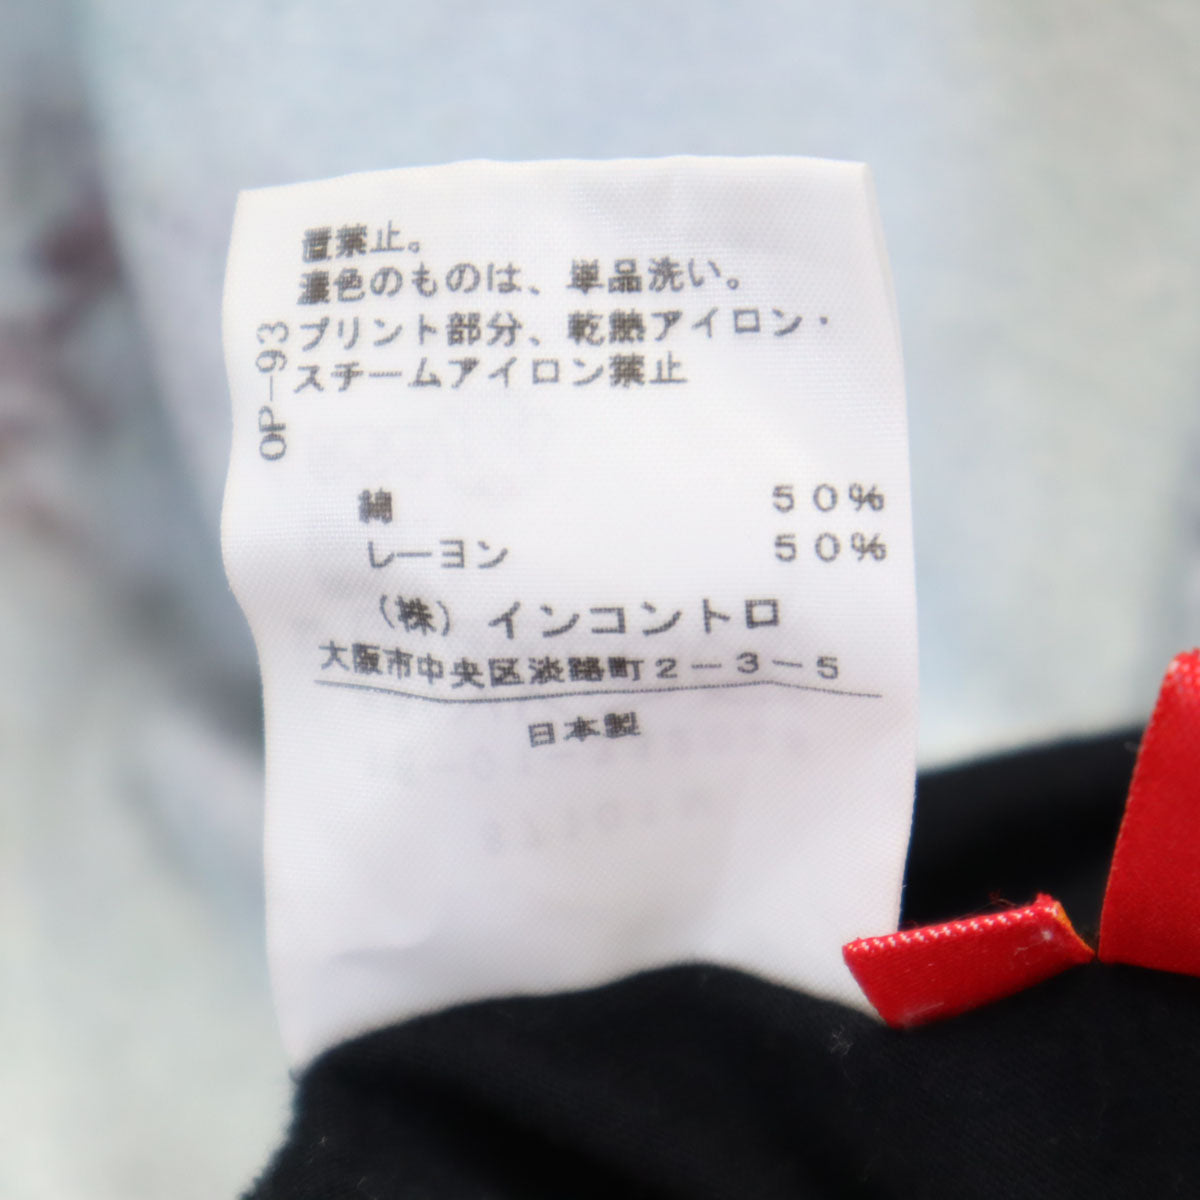 置禁止。
濃色のものは、単品洗い。
プリント部分、乾熱アイロン・
スチームアイロン禁止
OP-93
綿 50%
レーヨン 50%
(株) インコントロ
大阪市中央区淡路町2-3-5
日本製